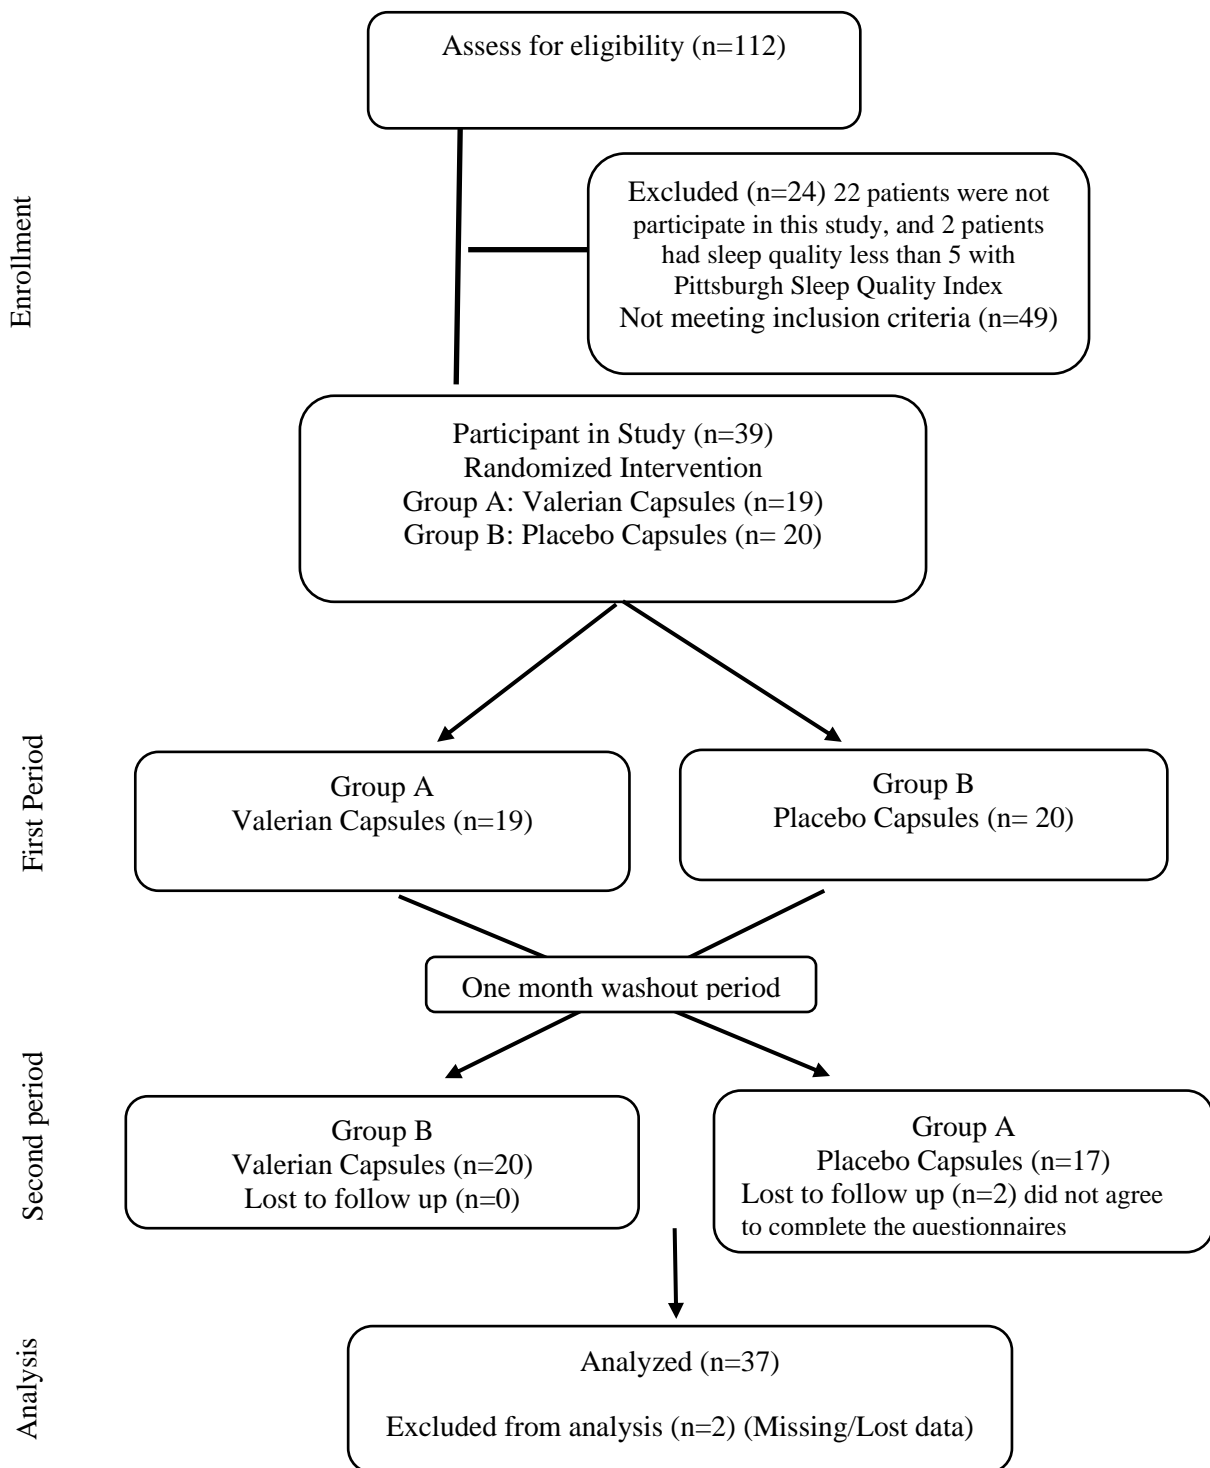 Assess for eligibility (n=112)
Enrollment
Excluded (n=24) 22 patients were not
participate in this study, and 2 patients
had sleep quality less than 5 with
Pittsburgh Sleep Quality Index
Not meeting inclusion criteria (n=49)
Participant in Study (n=39)
Randomized Intervention
Group A: Valerian Capsules (n=19)
Group B: Placebo Capsules (n= 20)
First Period
Group A
Valerian Capsules (n=19)
Group B
Placebo Capsules (n= 20)
One month washout period
Second period
Group B
Valerian Capsules (n=20)
Lost to follow up (n=0)
Group A
Placebo Capsules (n=17)
Lost to follow up (n=2) did not agree
to complete the questionnaires
Analysis
Analyzed (n=37)
Excluded from analysis (n=2) (Missing/Lost data)